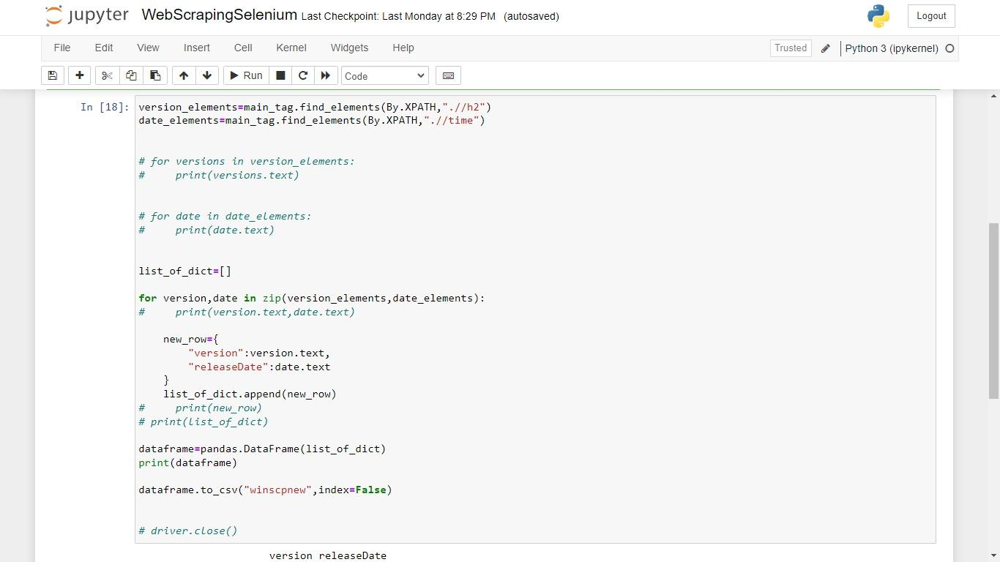 jupyter WebScrapingSelenium Last Checkpoint: Last Monday at 8:29 PM (autosaved) Logout
File Edit View Insert Cell Kernel Widgets Help Trusted Python 3 (ipykernel)
Run Code
In [18]: version_elements=main_tag.find_elements(By.XPATH,".//h2")
date_elements=main_tag.find_elements(By.XPATH,".//time")
# for versions in version_elements:
#     print(versions.text)
# for date in date_elements:
#     print(date.text)
list_of_dict=[]
for version,date in zip(version_elements,date_elements):
#     print(version.text,date.text)
    new_row={
        "version":version.text,
        "releaseDate":date.text
    }
    list_of_dict.append(new_row)
#     print(new_row)
# print(list_of_dict)
dataframe=pandas.DataFrame(list_of_dict)
print(dataframe)
dataframe.to_csv("winscpnew",index=False)
# driver.close()
version releaseDate